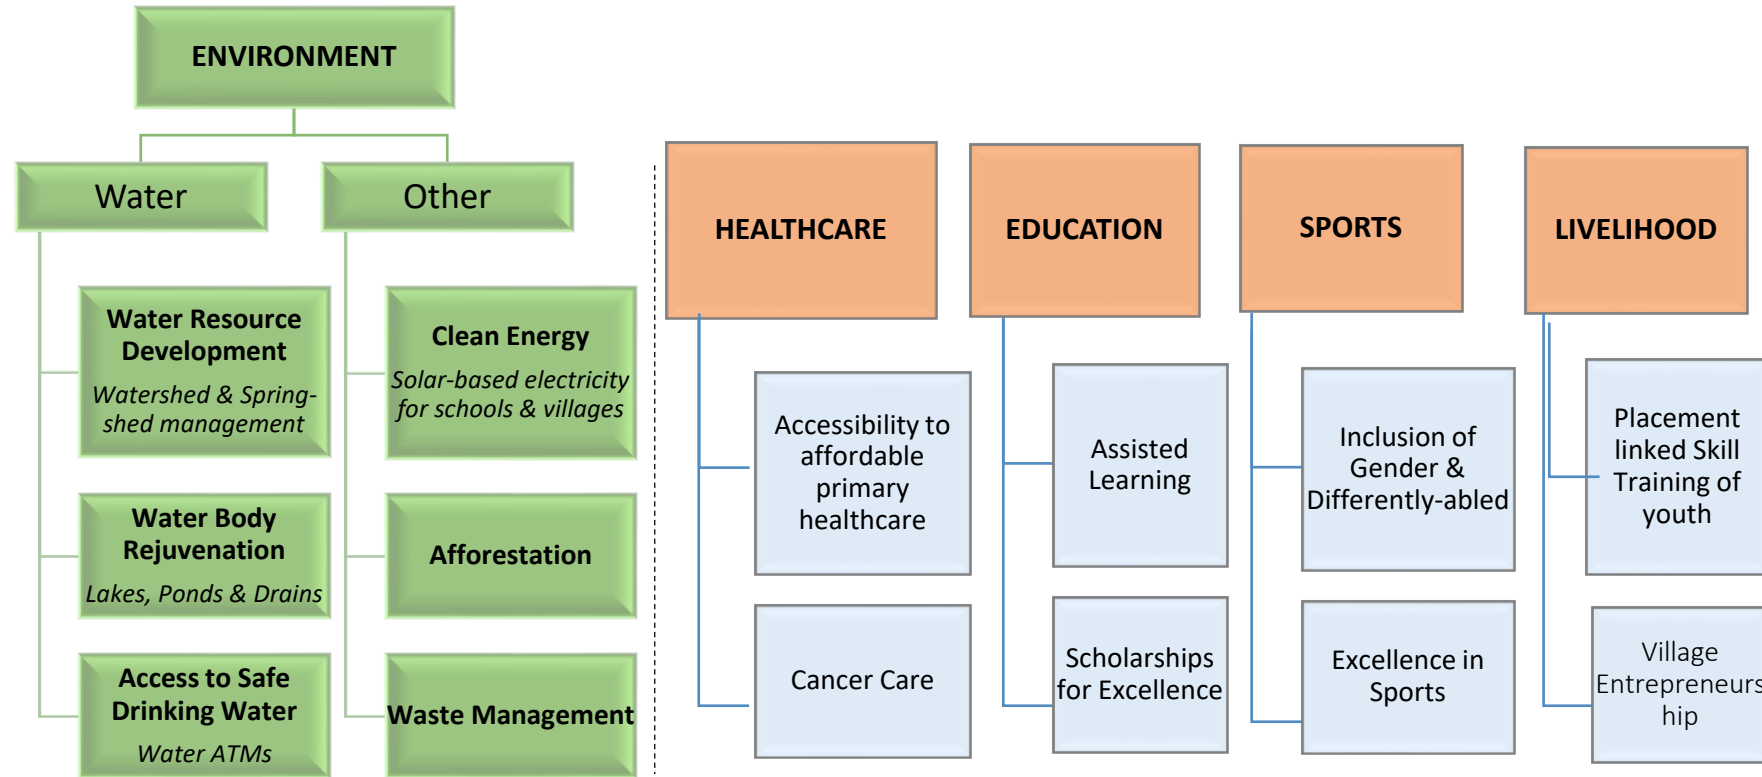 ENVIRONMENT
Water
Other
Water Resource
Development
Watershed & Spring-
shed management
Water Body
Rejuvenation
Lakes, Ponds & Drains
Access to Safe
Drinking Water
Water ATMs
Clean Energy
Solar-based electricity
for schools & villages
Afforestation
Waste Management
HEALTHCARE
Accessibility to
affordable
primary
healthcare
Cancer Care
EDUCATION
Assisted
Learning
Scholarships
for Excellence
SPORTS
Inclusion of
Gender &
Differently-abled
Excellence in
Sports
LIVELIHOOD
Placement
linked Skill
Training of
youth
Village
Entrepreneurs
hip